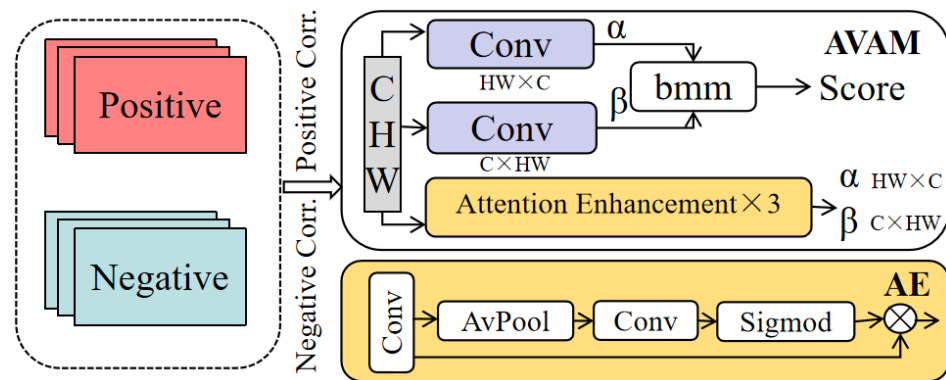 Positive
Negative
Positive Corr.
Negative Corr.
AVAM
C
H
W
Conv
HW×C
α
Conv
C×HW
β
bmm
Score
Attention Enhancement×3
α HW×C
β C×HW
AE
Conv
AvPool
Conv
Sigmod